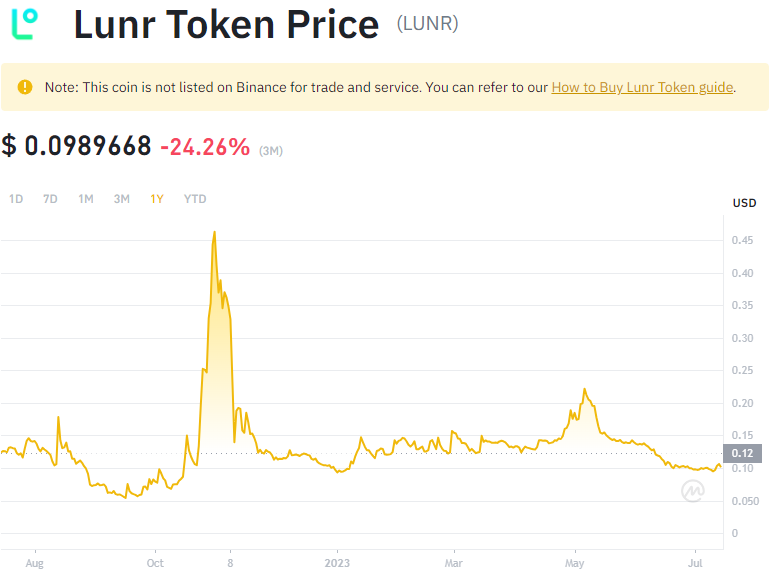 Lunr Token Price (LUNR)
Note: This coin is not listed on Binance for trade and service. You can refer to our How to Buy Lunr Token guide.
$ 0.0989668 -24.26% (3M)
1D 7D 1M 3M 1Y YTD
USD
0.45
0.40
0.35
0.30
0.25
0.20
0.15
0.12
0.10
0.050
0
Aug Oct 8 2023 Mar May Jul